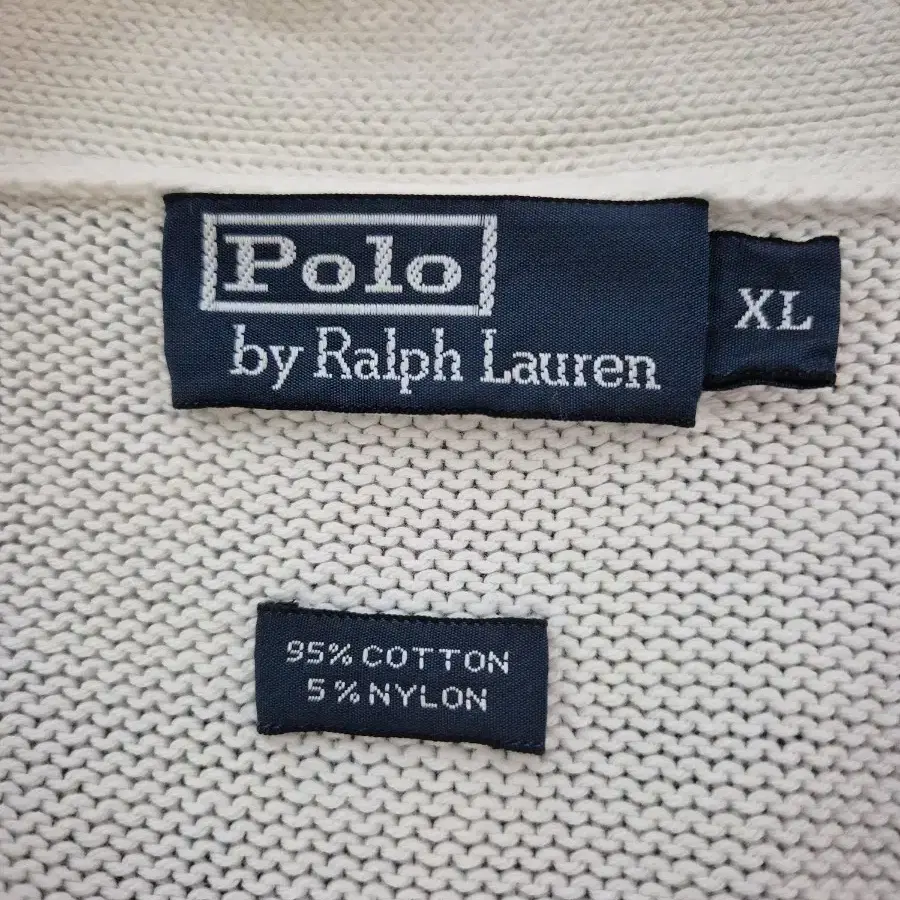 Polo
by Ralph Lauren
XL
95% COTTON
5% NYLON